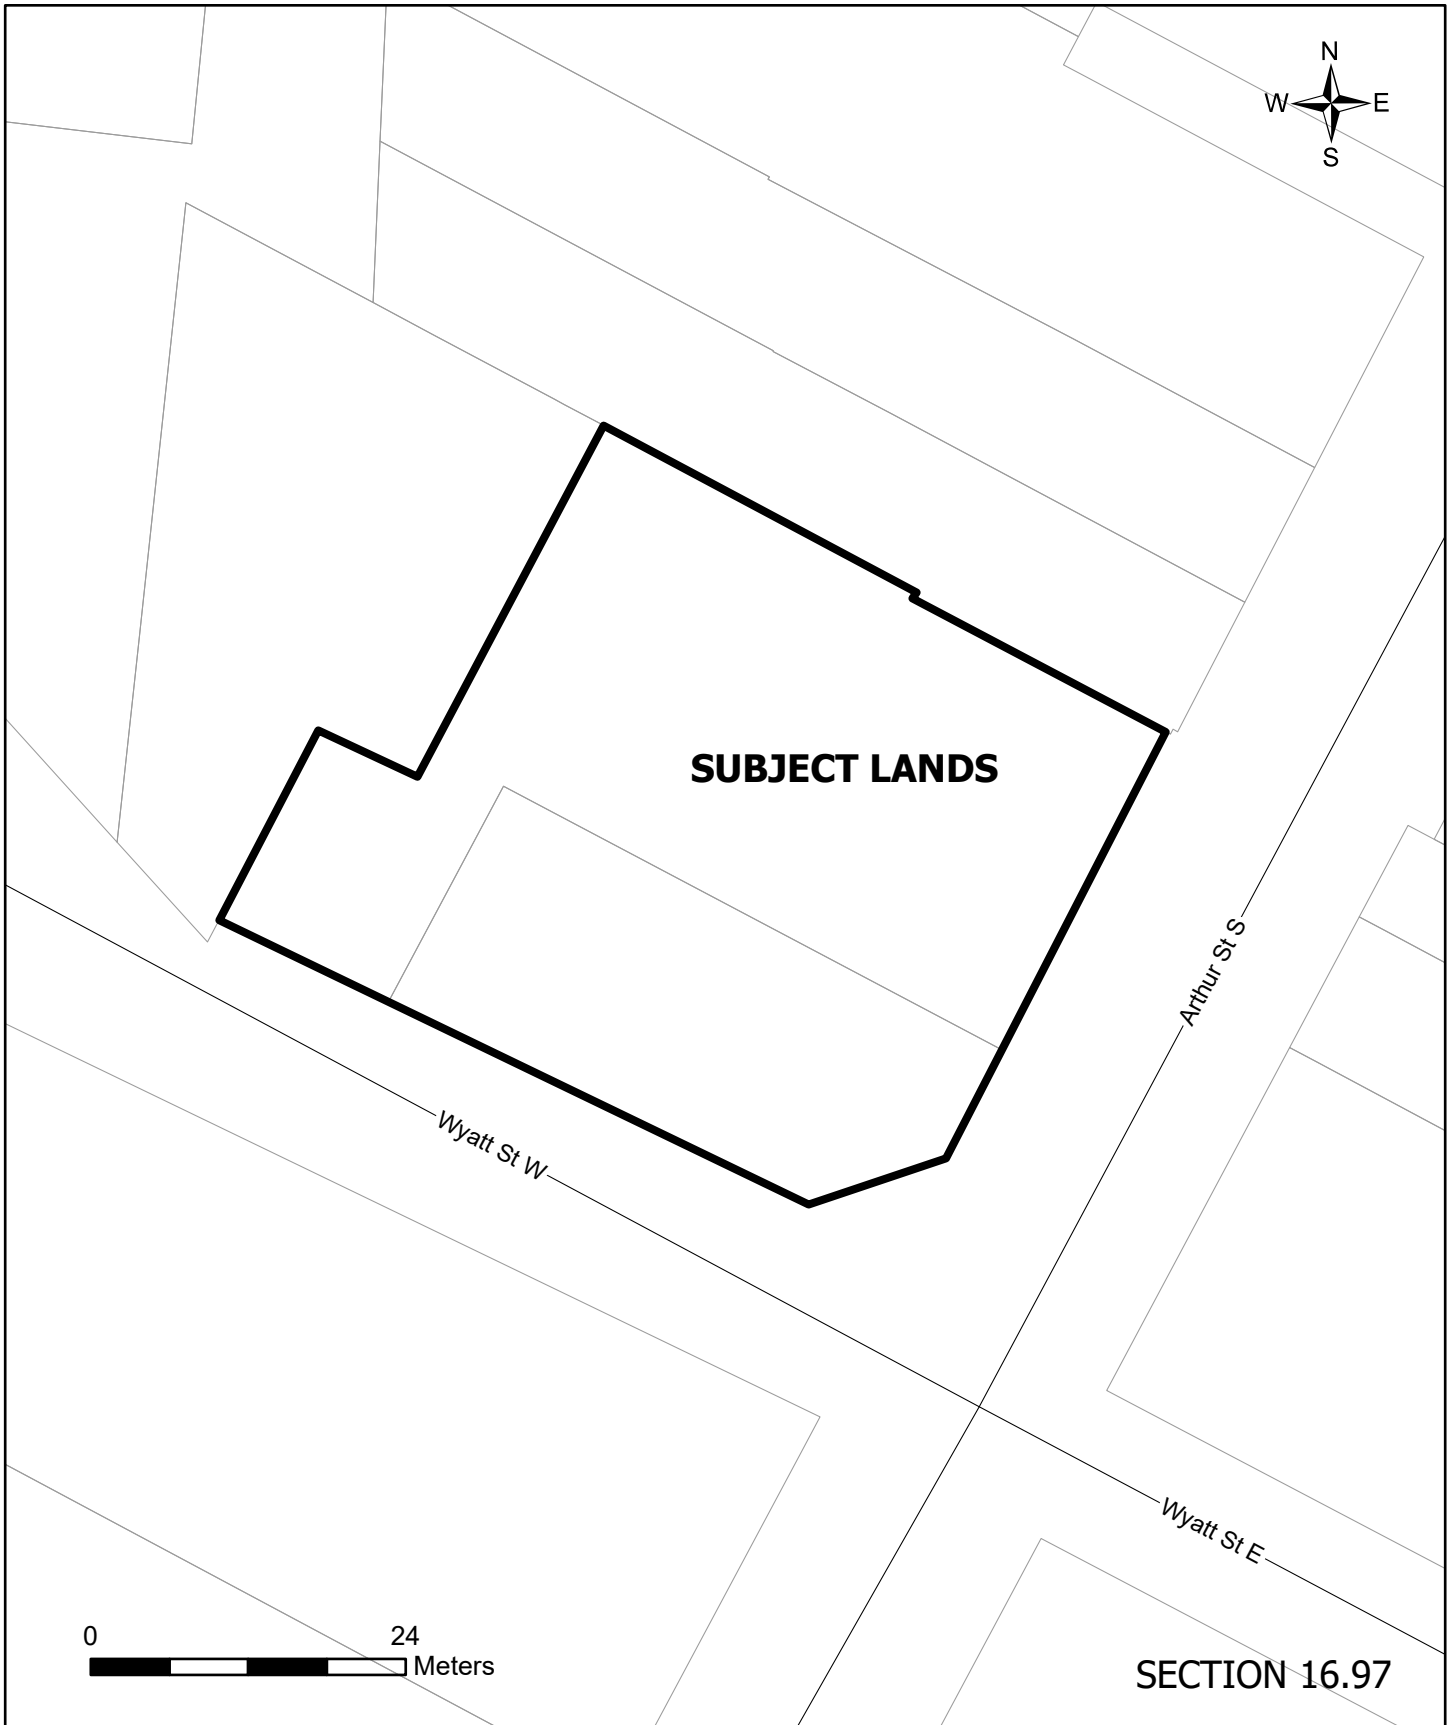 N
W E
S
SUBJECT LANDS
Arthur St S
Wyatt St W
Wyatt St E
0 24
Meters
SECTION 16.97